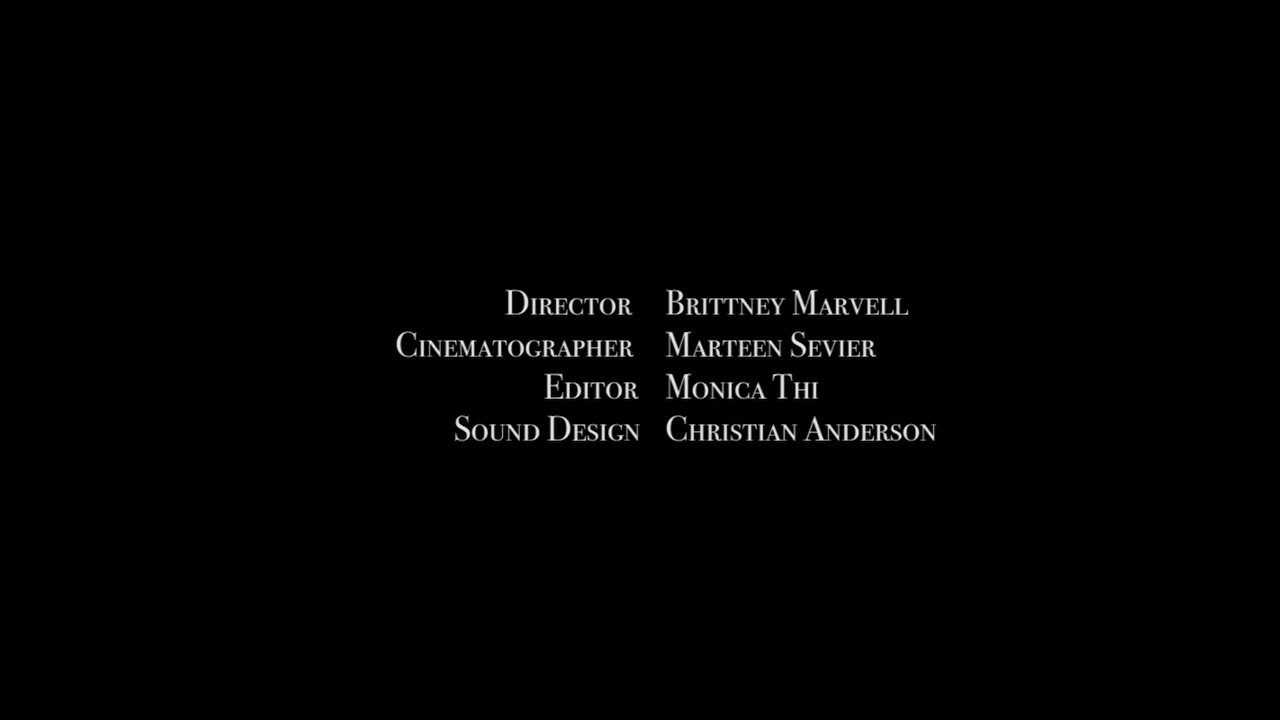 Director Brittney Marvell
Cinematographer Marteen Sevier
Editor Monica Thi
Sound Design Christian Anderson